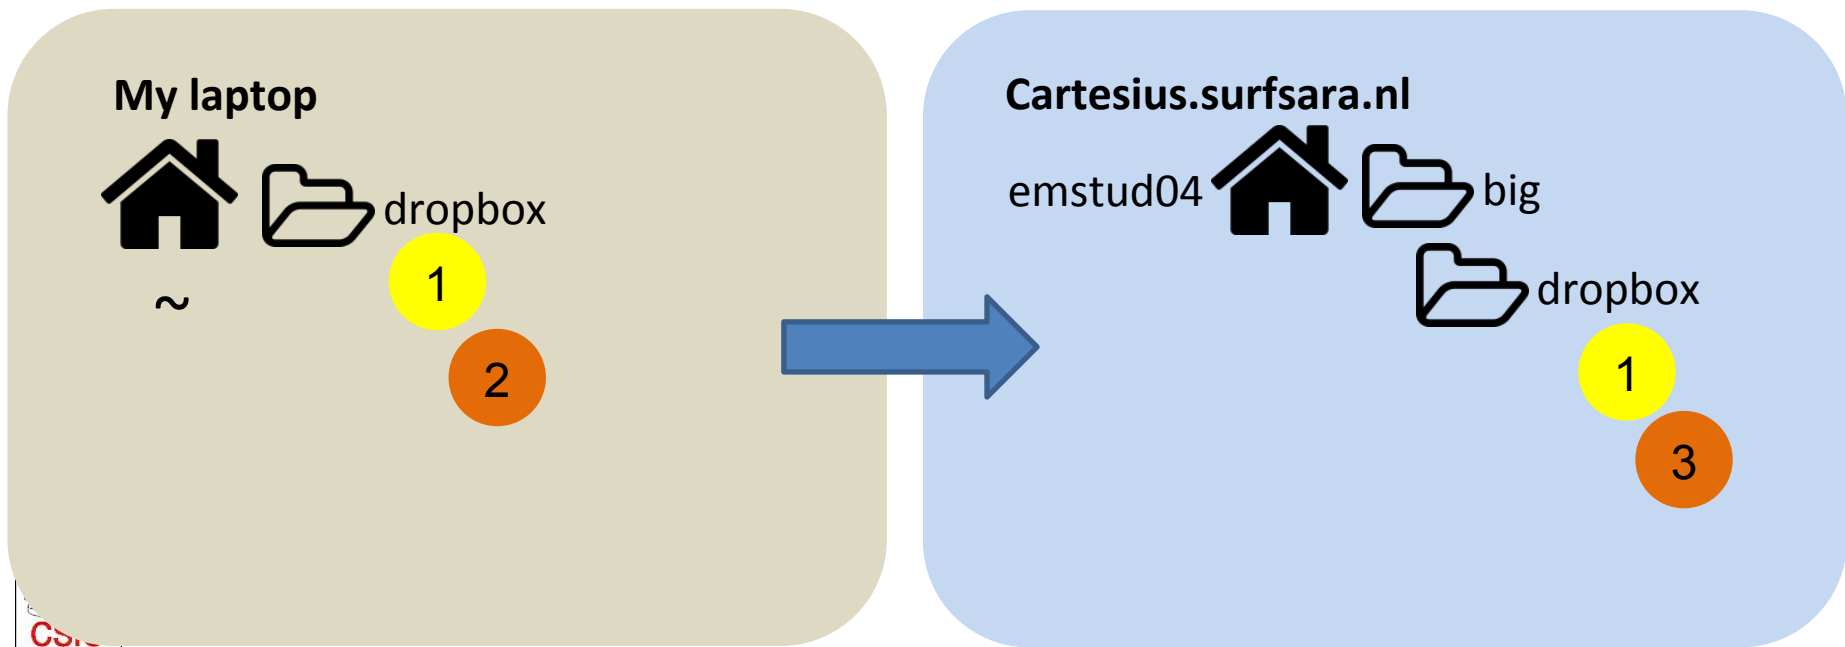 My laptop
dropbox
~
1
2
Cartesius.surfsara.nl
emstud04
big
dropbox
1
3